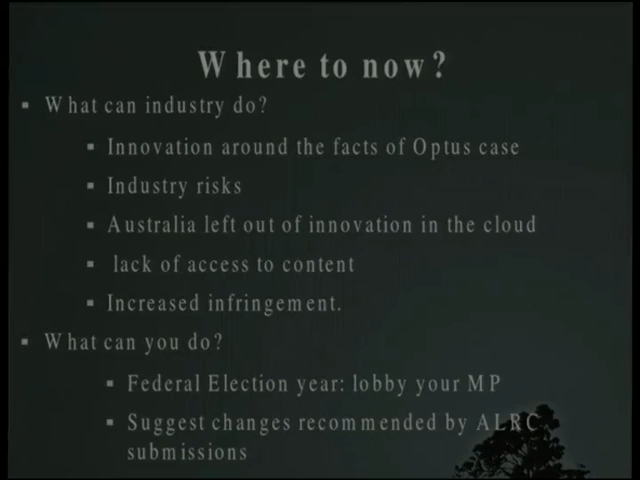 Where to now?
▪ What can industry do?
▪ Innovation around the facts of Optus case
▪ Industry risks
▪ Australia left out of innovation in the cloud
▪ lack of access to content
▪ Increased infringement.
▪ What can you do?
▪ Federal Election year: lobby your MP
▪ Suggest changes recommended by ALRC
submissions